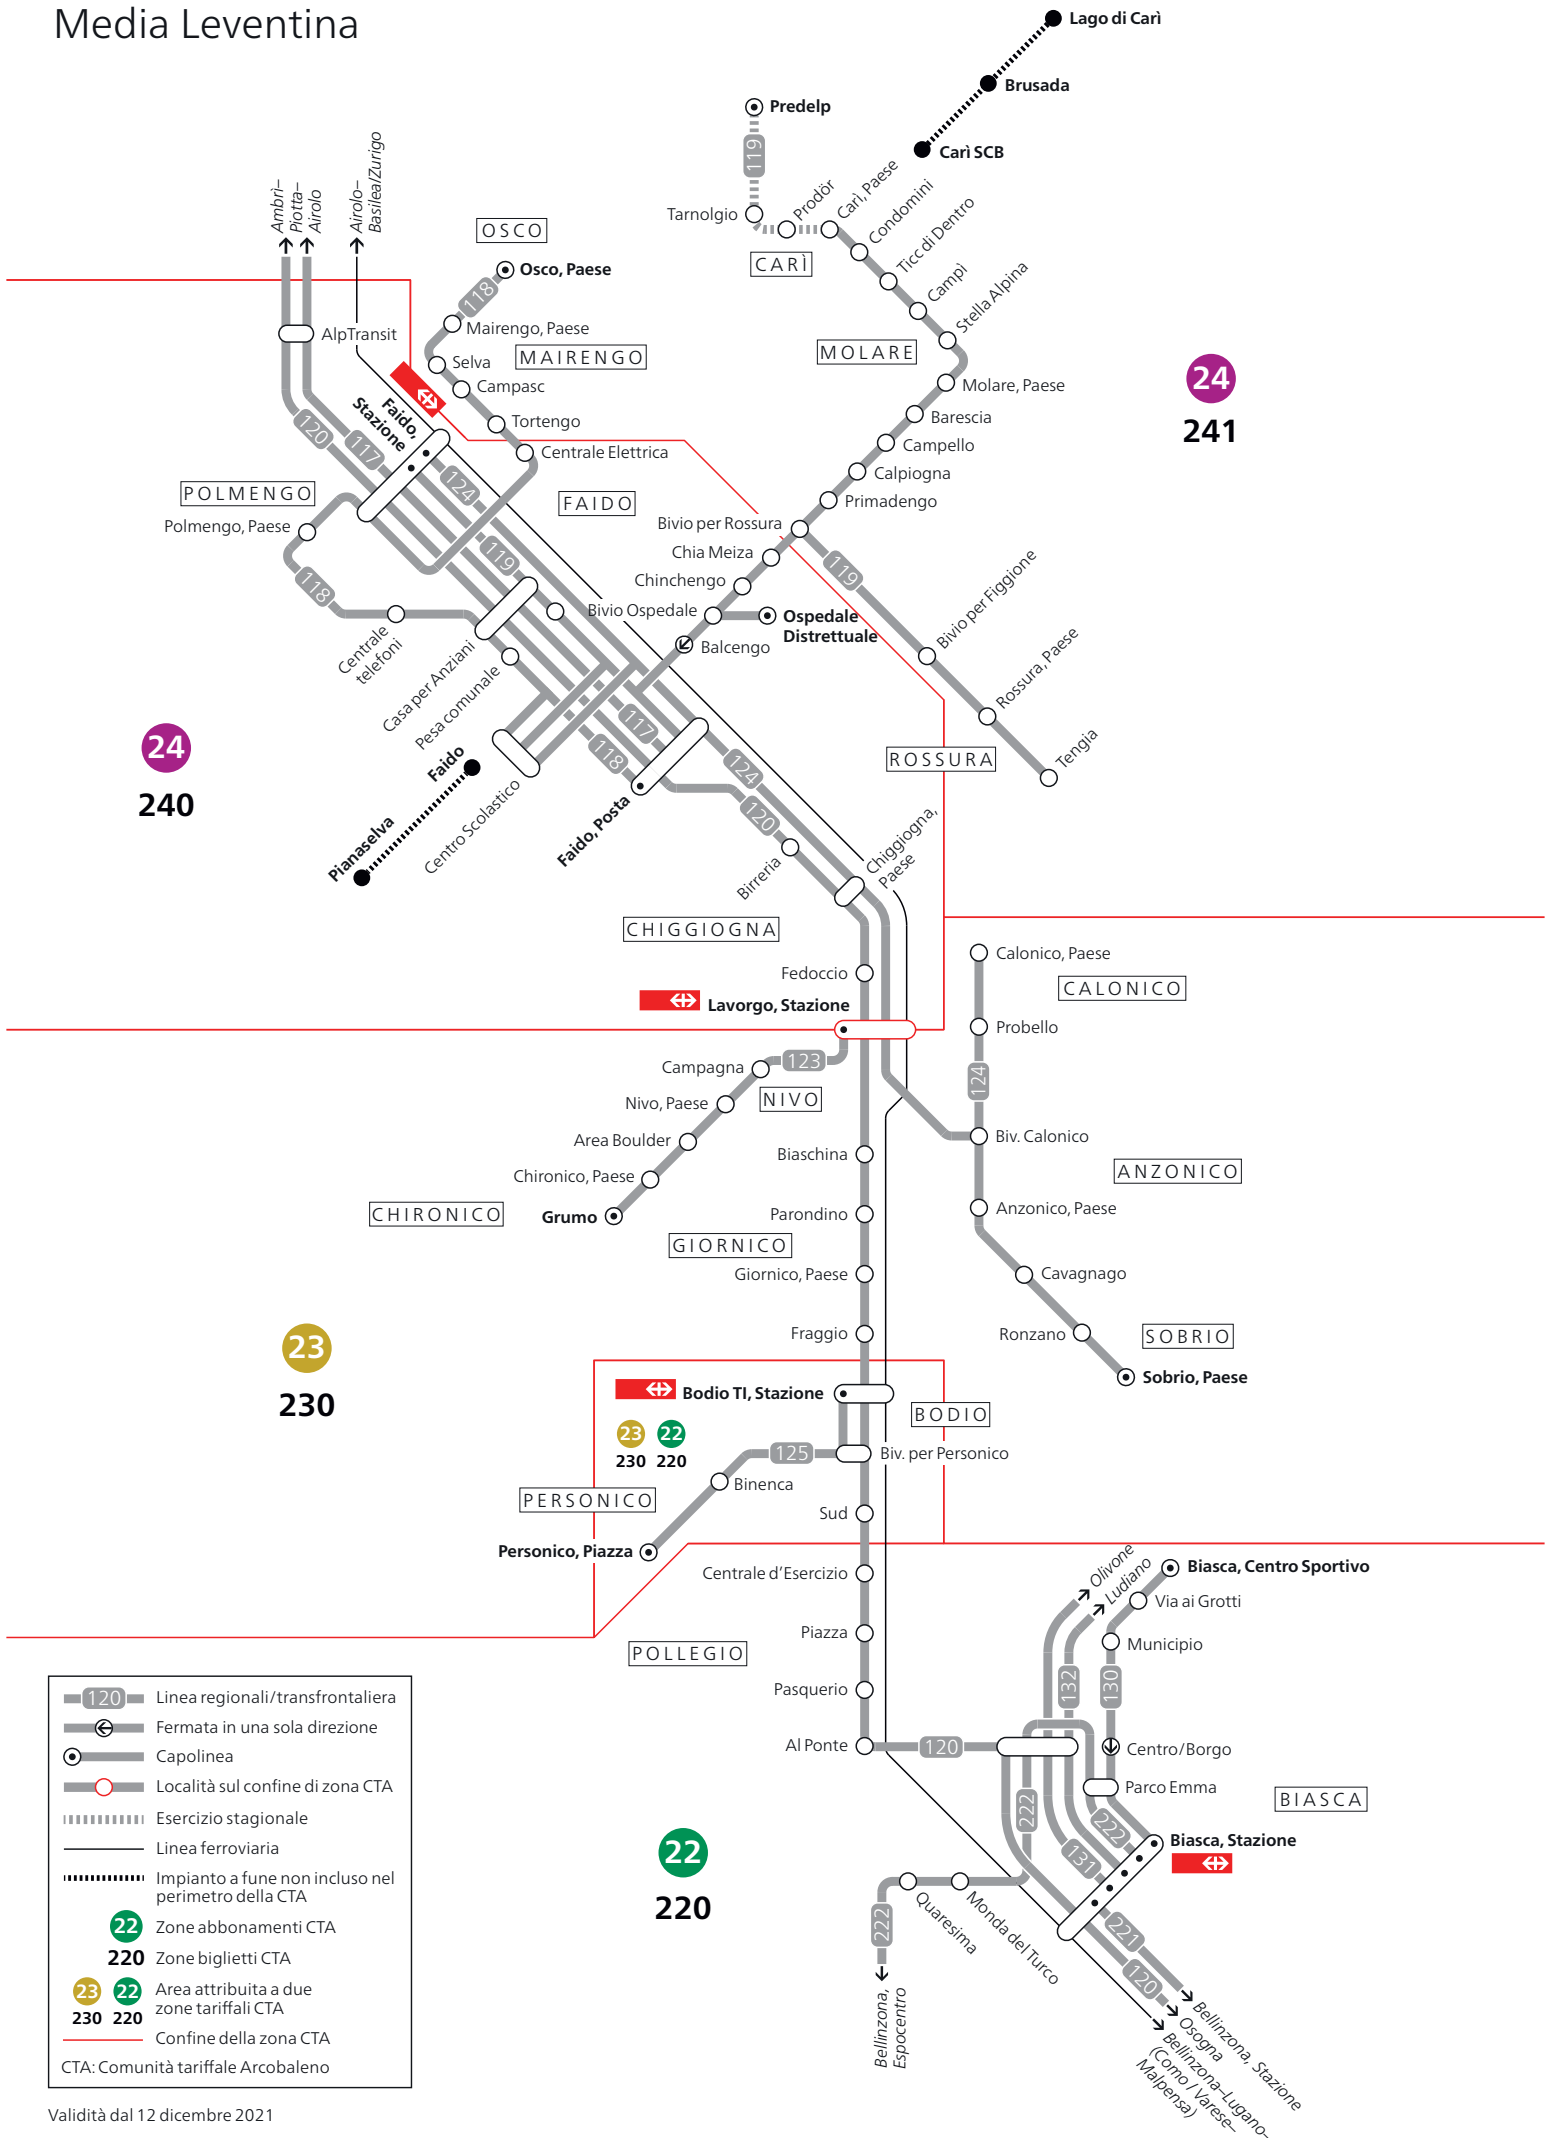 Media Leventina
Lago di Carì
Brusada
Carì SCB
Predelp
119
Tarnolgio
Prodör
Carì, Paese
Condomini
Ticc di Dentro
Campì
Stella Alpina
CARÌ
MOLARE
Molare, Paese
Barescia
Campello
Calpiogna
Primadengo
Bivio per Rossura
Chia Meiza
Chinchengo
Bivio Ospedale
Ospedale
Distrettuale
Balcengo
119
Bivio per Figgione
Rossura, Paese
Tengia
ROSSURA
24
241
Ambrì–
Piotta–
Airolo
Airolo–
Basilea/Zurigo
OSCO
Osco, Paese
118
Mairengo, Paese
MAIRENGO
Selva
Campasc
Tortengo
Centrale Elettrica
AlpTransit
Faido,
Stazione
120
117
124
FAIDO
POLMENGO
Polmengo, Paese
119
118
Centrale
telefoni
Casa per Anziani
Pesa comunale
24
240
Faido
Pianaselva
Centro Scolastico
117
118
Faido, Posta
124
120
Birreria
Chiggiogna,
Paese
CHIGGIOGNA
Fedoccio
Lavorgo, Stazione
Calonico, Paese
CALONICO
Probello
124
Biv. Calonico
ANZONICO
Anzonico, Paese
Cavagnago
Ronzano
SOBRIO
Sobrio, Paese
123
Campagna
NIVO
Nivo, Paese
Area Boulder
Chironico, Paese
Grumo
CHIRONICO
Biaschina
Parondino
GIORNICO
Giornico, Paese
Fraggio
23
230
Bodio TI, Stazione
BODIO
23 22
230 220
125
Biv. per Personico
Binenca
PERSONICO
Sud
Personico, Piazza
Centrale d'Esercizio
Piazza
POLLEGIO
Pasquerio
Al Ponte
120
Olivone
Ludiano
Biasca, Centro Sportivo
Via ai Grotti
Municipio
132
130
Centro/Borgo
Parco Emma
BIASCA
222
222
131
Biasca, Stazione
22
220
Quaresima
Monda del Turco
222
221
120
Bellinzona,
Espocentro
Bellinzona, Stazione
Osogna
Bellinzona–Lugano–
(Como / Varese–
Malpensa)
120 Linea regionali/transfrontaliera
Fermata in una sola direzione
Capolinea
Località sul confine di zona CTA
Esercizio stagionale
Linea ferroviaria
Impianto a fune non incluso nel
perimetro della CTA
22 Zone abbonamenti CTA
220 Zone biglietti CTA
23 22 Area attribuita a due
230 220 zone tariffali CTA
Confine della zona CTA
CTA: Comunità tariffale Arcobaleno
Validità dal 12 dicembre 2021